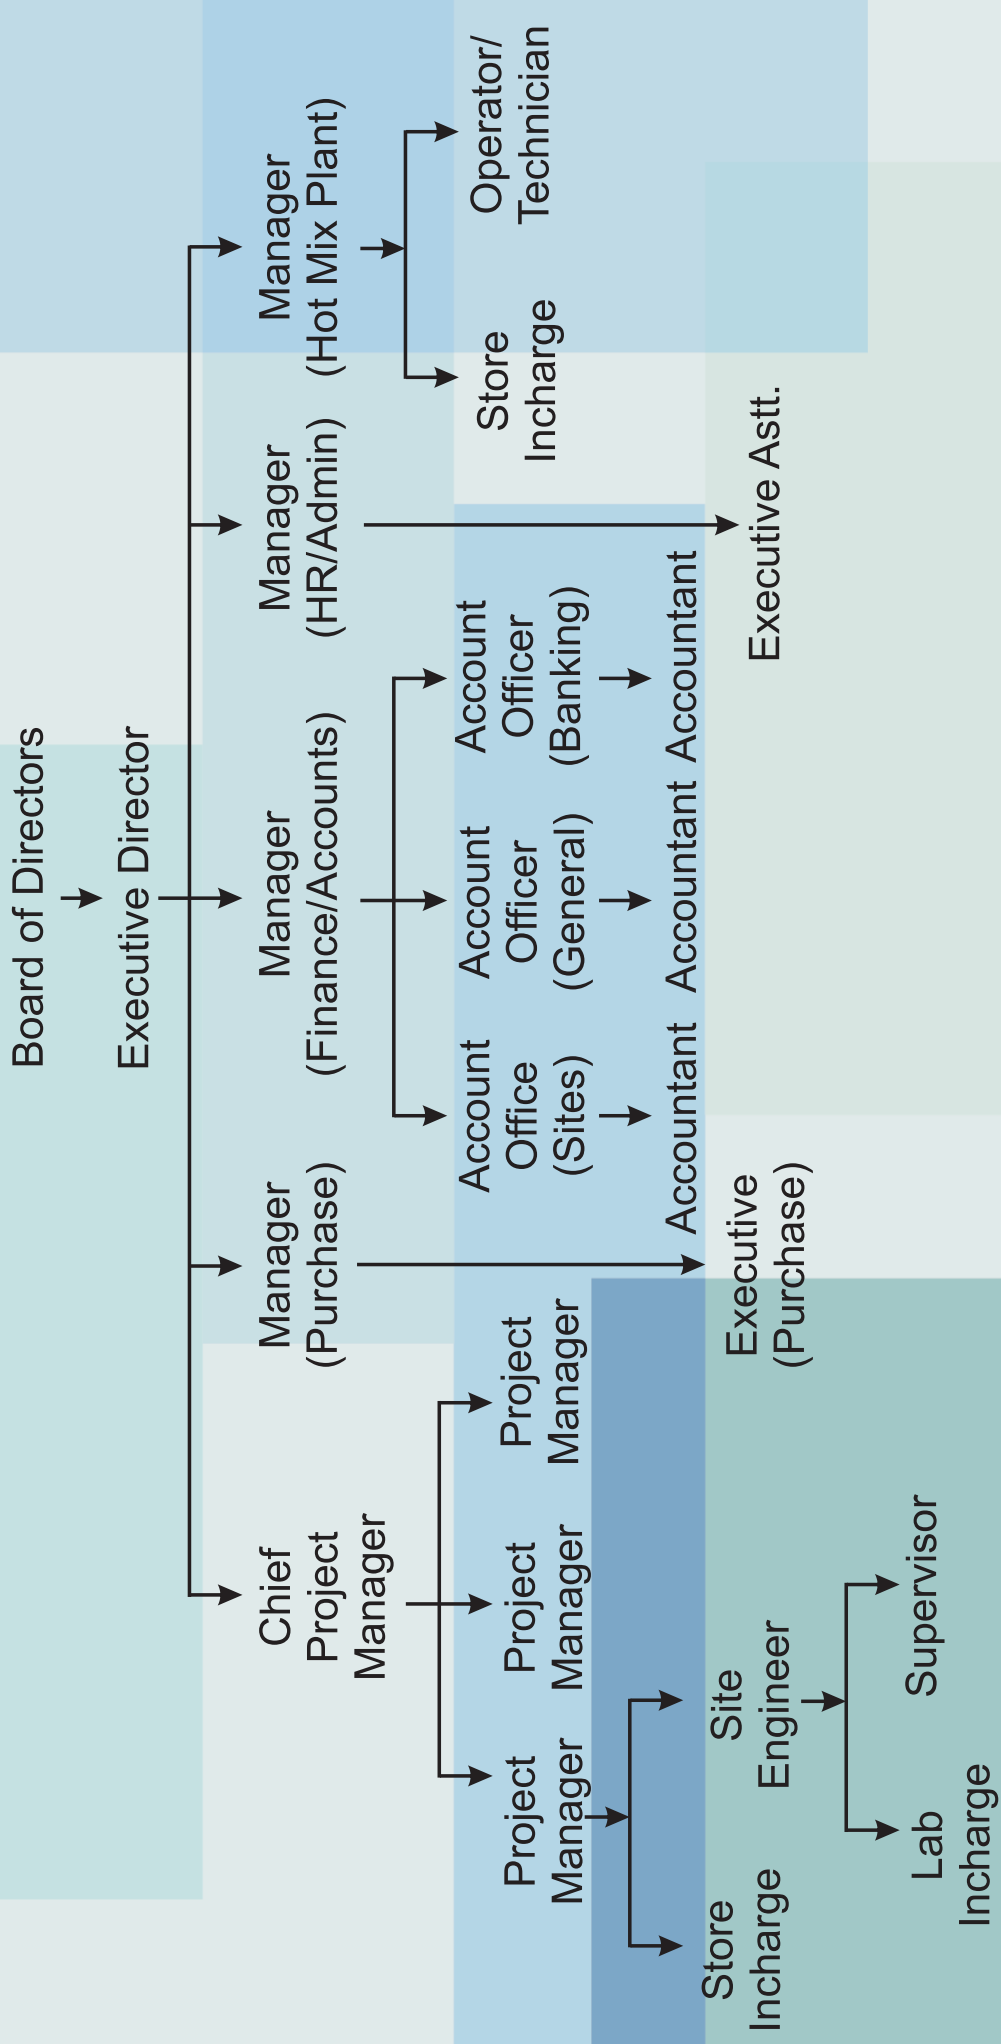 Board of Directors
Executive Director
Chief
Project
Manager
Manager
(Purchase)
Manager
(Finance/Accounts)
Manager
(HR/Admin)
Manager
(Hot Mix Plant)
Project
Manager
Project
Manager
Project
Manager
Account
Office
(Sites)
Account
Officer
(General)
Account
Officer
(Banking)
Store
Incharge
Operator/
Technician
Accountant
Accountant
Accountant
Store
Incharge
Site
Engineer
Executive
(Purchase)
Executive Astt.
Lab
Incharge
Supervisor